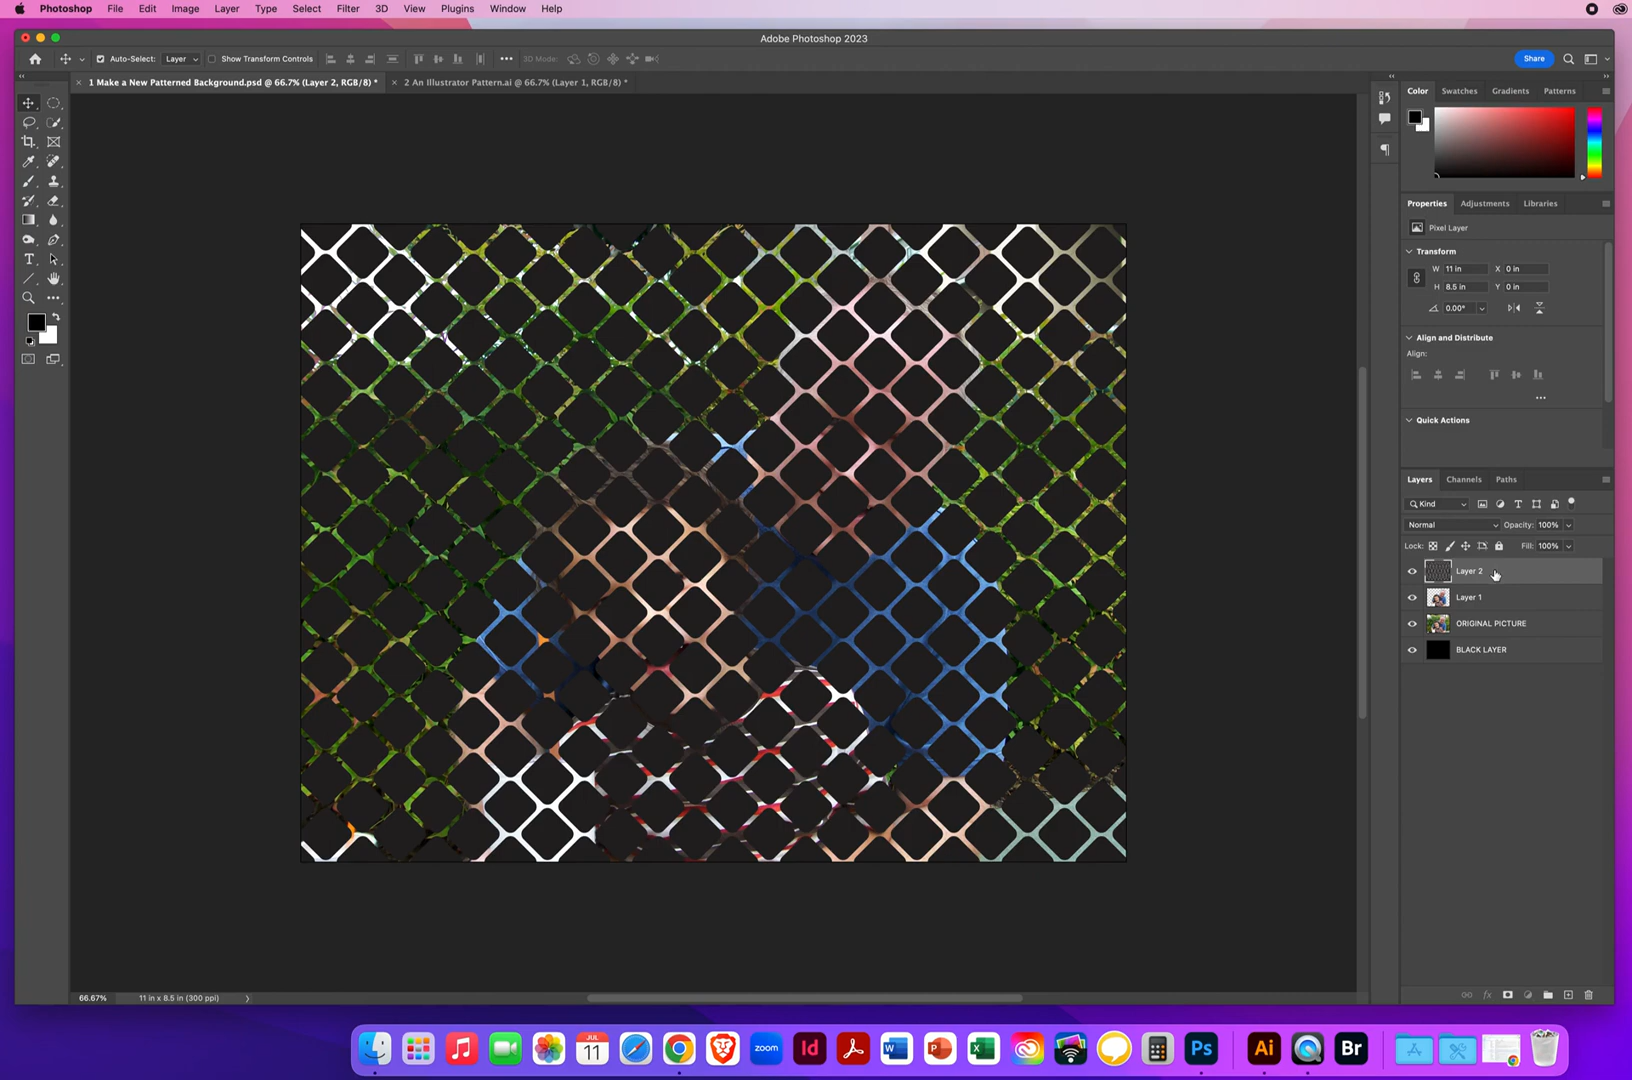 Photoshop File Edit Image Layer Type Select Filter 3D View Plugins Window Help
Adobe Photoshop 2023
Auto-Select: Layer Show Transform Controls 3D Mode: Share
1 Make a New Patterned Background.psd @ 66.7% (Layer 2, RGB/8) * 2 An Illustrator Pattern.ai @ 66.7% (Layer 1, RGB/8) *
Color Swatches Gradients Patterns
Properties Adjustments Libraries
Pixel Layer
Transform
W 11 in X 0 in
H 8.5 in Y 0 in
0.00°
Align and Distribute
Align:
Quick Actions
Layers Channels Paths
Kind
Normal Opacity: 100%
Lock: Fill: 100%
Layer 2
Layer 1
ORIGINAL PICTURE
BLACK LAYER
66.67% 11 in x 8.5 in (300 ppi)
JUL
11
zoom
Id
W
P
X
Ps
Ai
Br